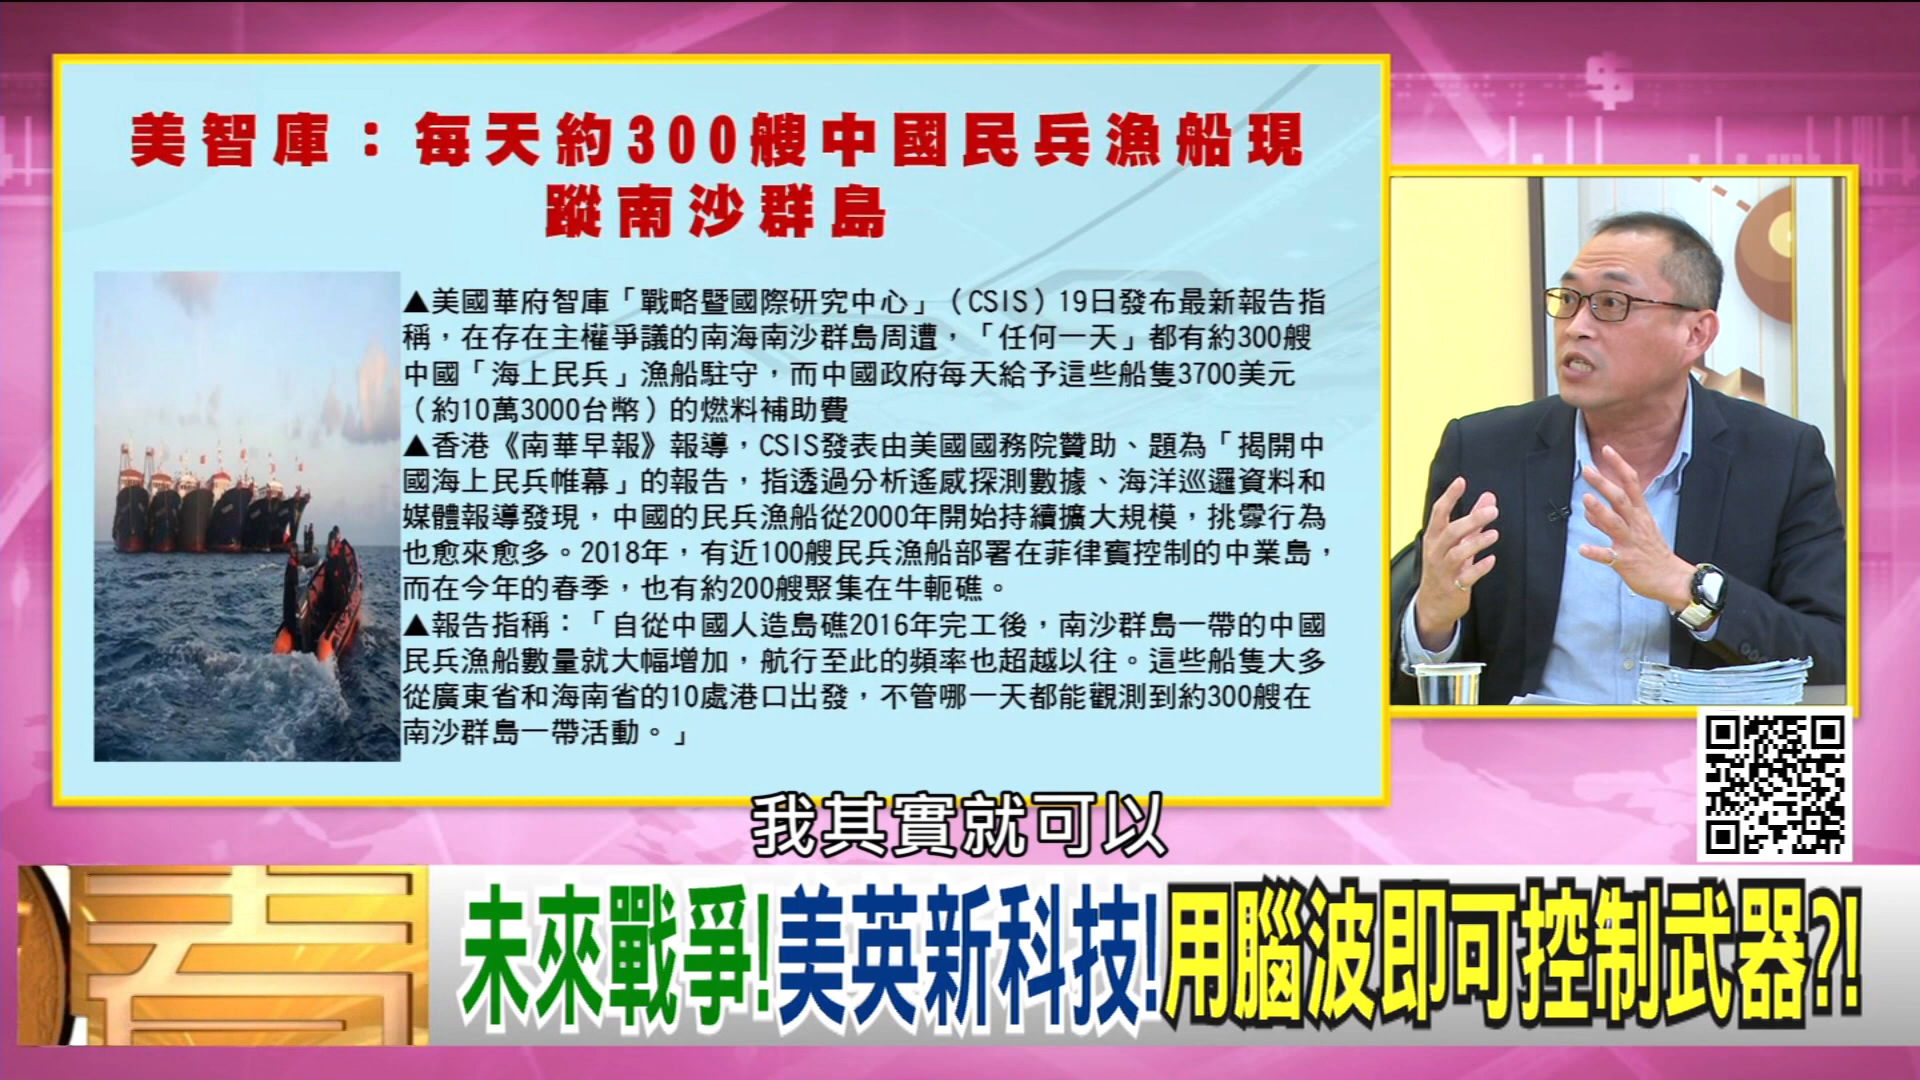 美智庫：每天約300艘中國民兵漁船現
蹤南沙群島
▲美國華府智庫「戰略暨國際研究中心」（CSIS）19日發布最新報告指
稱，在存在主權爭議的南海南沙群島周遭，「任何一天」都有約300艘
中國「海上民兵」漁船駐守，而中國政府每天給予這些船隻3700美元
（約10萬3000台幣）的燃料補助費
▲香港《南華早報》報導，CSIS發表由美國國務院贊助、題為「揭開中
國海上民兵帷幕」的報告，指透過分析遙感探測數據、海洋巡邏資料和
媒體報導發現，中國的民兵漁船從2000年開始持續擴大規模，挑釁行為
也愈來愈多。2018年，有近100艘民兵漁船部署在菲律賓控制的中業島，
而在今年的春季，也有約200艘聚集在牛軛礁。
▲報告指稱：「自從中國人造島礁2016年完工後，南沙群島一帶的中國
民兵漁船數量就大幅增加，航行至此的頻率也超越以往。這些船隻大多
從廣東省和海南省的10處港口出發，不管哪一天都能觀測到約300艘在
南沙群島一帶活動。」
我其實就可以
未來戰爭!美英新科技!用腦波即可控制武器?!